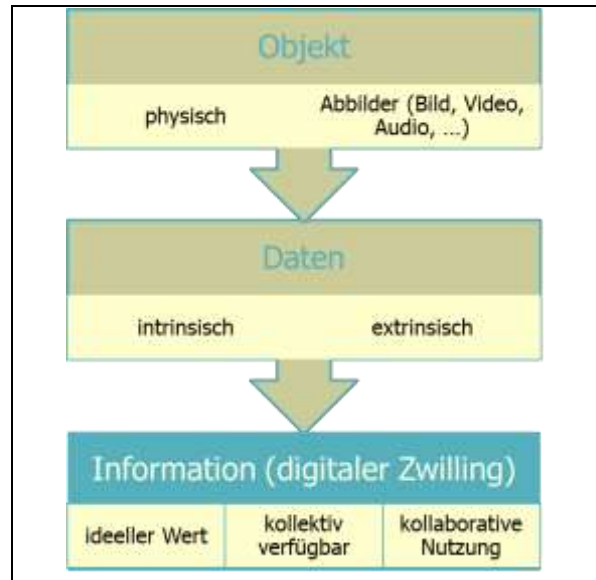 Objekt
physisch
Abbilder (Bild, Video,
Audio, ...)
Daten
intrinsisch
extrinsisch
Information (digitaler Zwilling)
ideeller Wert
kollektiv
verfügbar
kollaborative
Nutzung